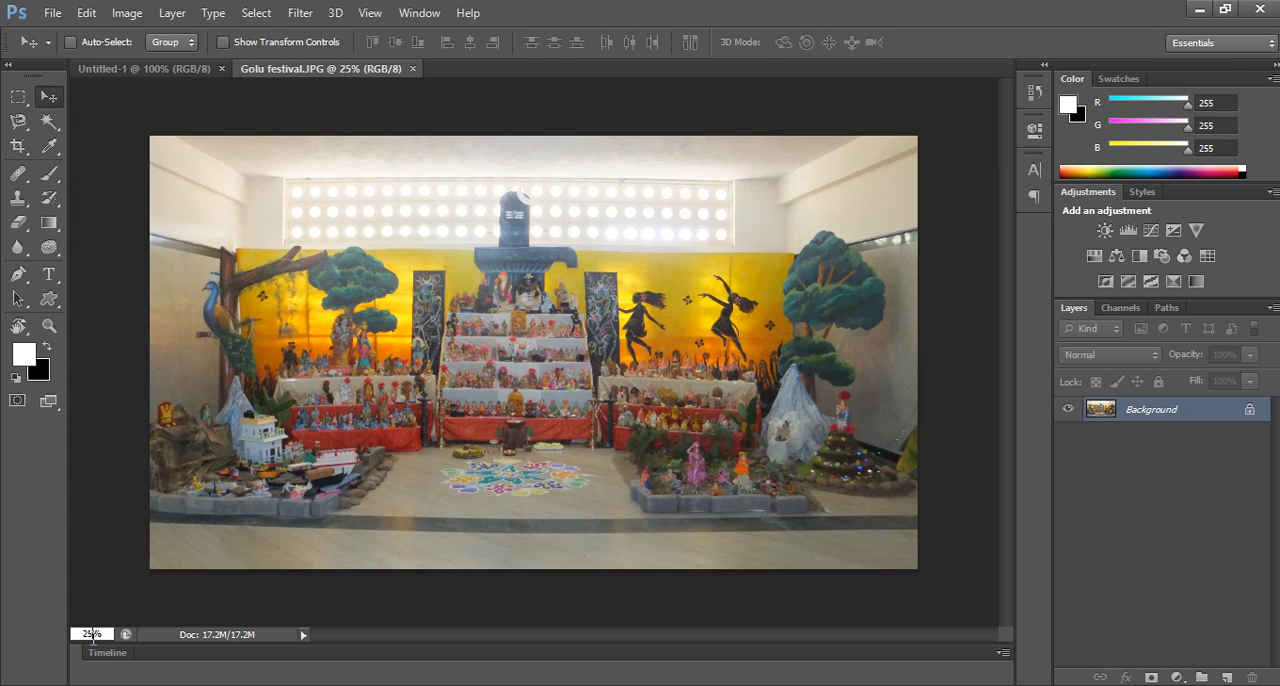 Ps File Edit Image Layer Type Select Filter 3D View Window Help
Auto-Select: Group Show Transform Controls 3D Mode: Essentials
Untitled-1 @ 100% (RGB/8) × Golu festival.JPG @ 25% (RGB/8) ×
Color Swatches
R 255
G 255
B 255
Adjustments Styles
Add an adjustment
Layers Channels Paths
Kind
Normal Opacity: 100%
Lock: Fill: 100%
Background
25% Doc: 17.2M/17.2M
Timeline